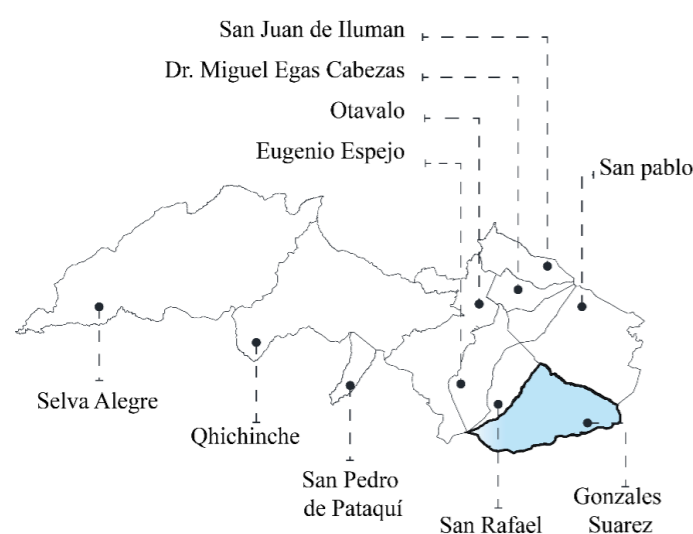 San Juan de Iluman
Dr. Miguel Egas Cabezas
Otavalo
Eugenio Espejo
San pablo
Selva Alegre
Qhichinche
San Pedro
de Pataquí
San Rafael
Gonzales
Suarez